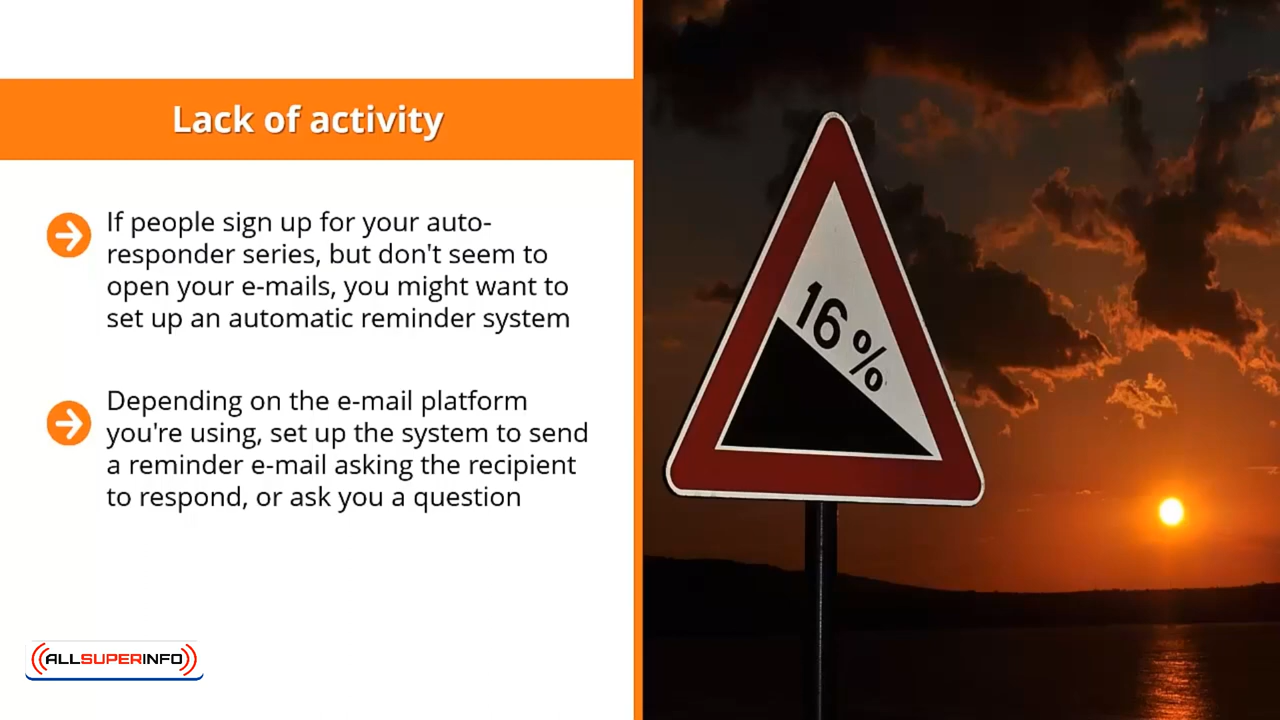 Lack of activity
If people sign up for your auto-
responder series, but don't seem to
open your e-mails, you might want to
set up an automatic reminder system
Depending on the e-mail platform
you're using, set up the system to send
a reminder e-mail asking the recipient
to respond, or ask you a question
16%
ALLSUPERINFO